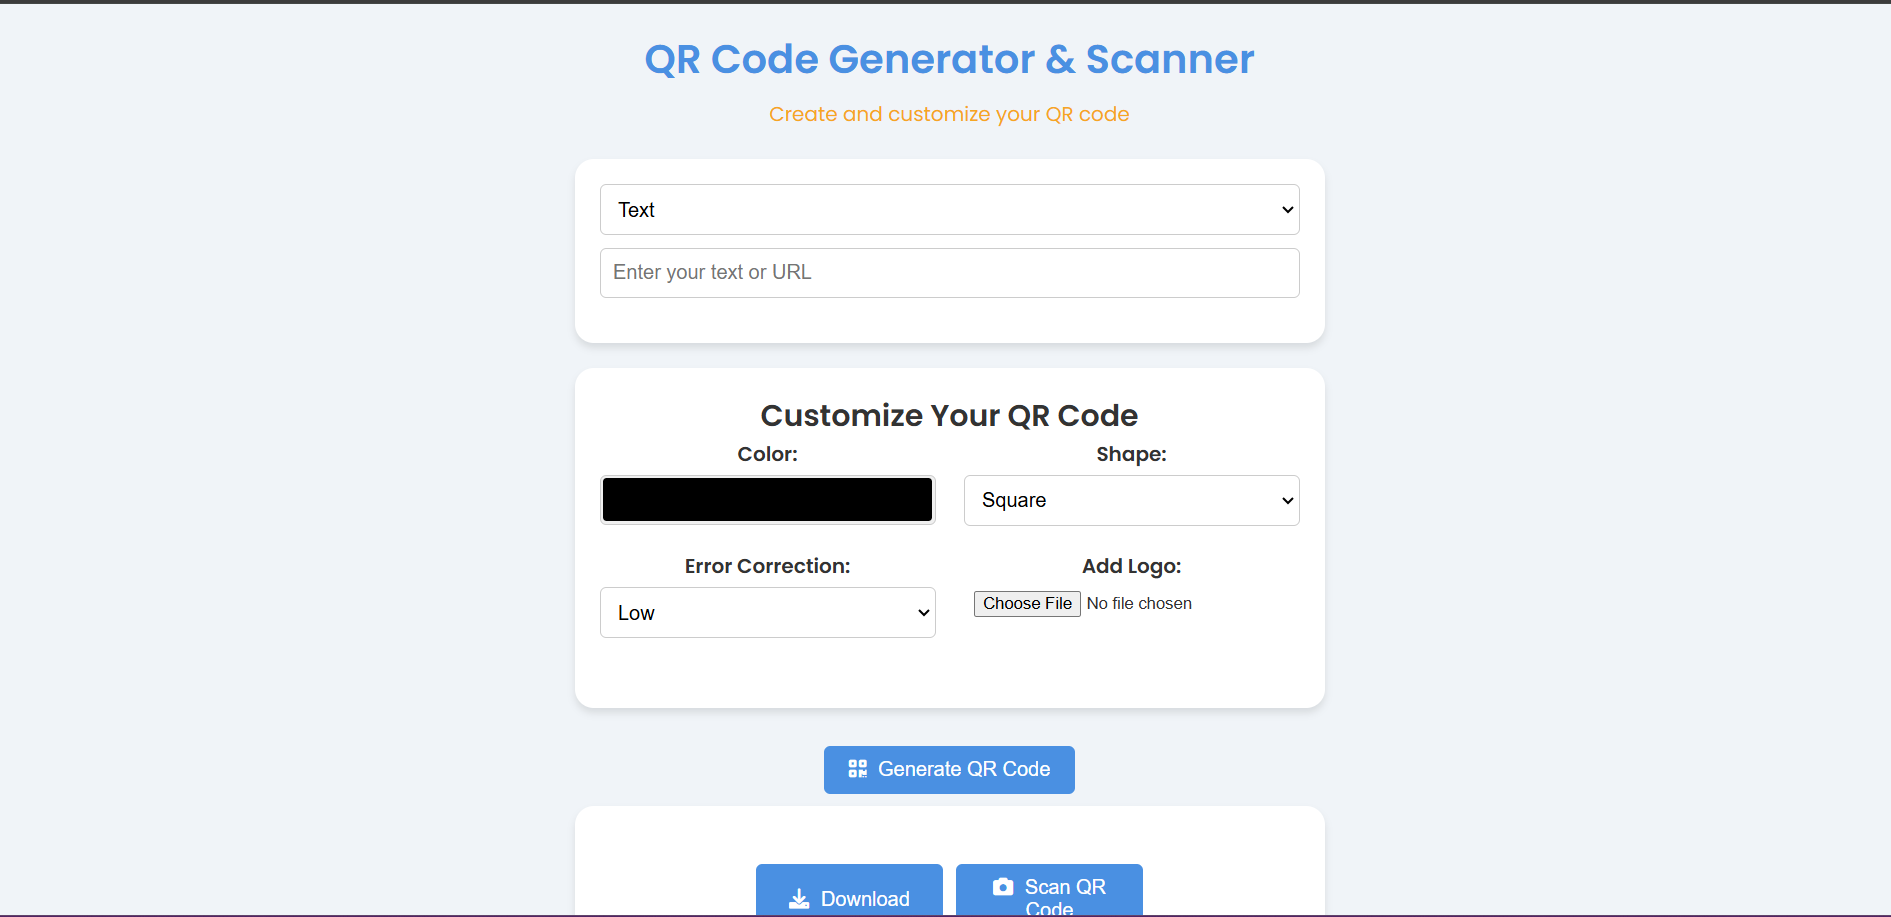 QR Code Generator & Scanner
Create and customize your QR code
Text
Enter your text or URL
Customize Your QR Code
Color: Shape:
Square
Error Correction: Add Logo:
Low Choose File No file chosen
Generate QR Code
Download Scan QR
Code